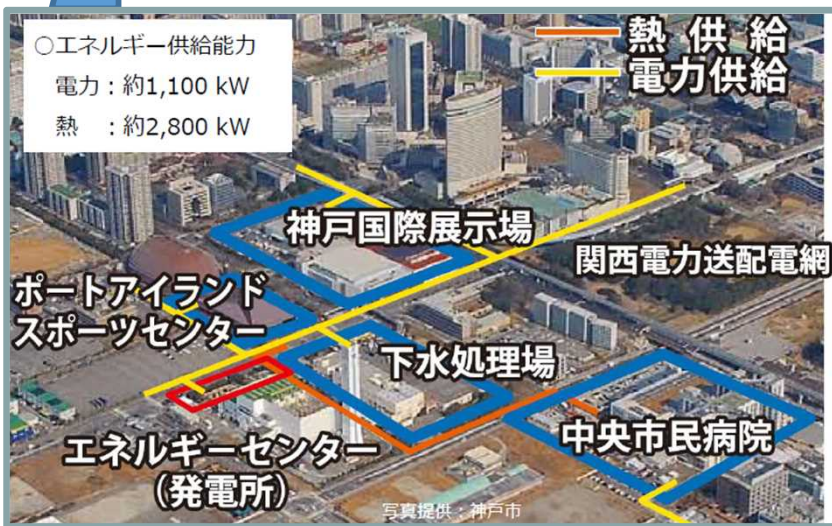 ○エネルギー供給能力
電力：約1,100 kW
熱　：約2,800 kW
熱 供 給
電力供給
神戸国際展示場
関西電力送配電網
ポートアイランド
スポーツセンター
下水処理場
中央市民病院
エネルギーセンター
（発電所）
写真提供：神戸市